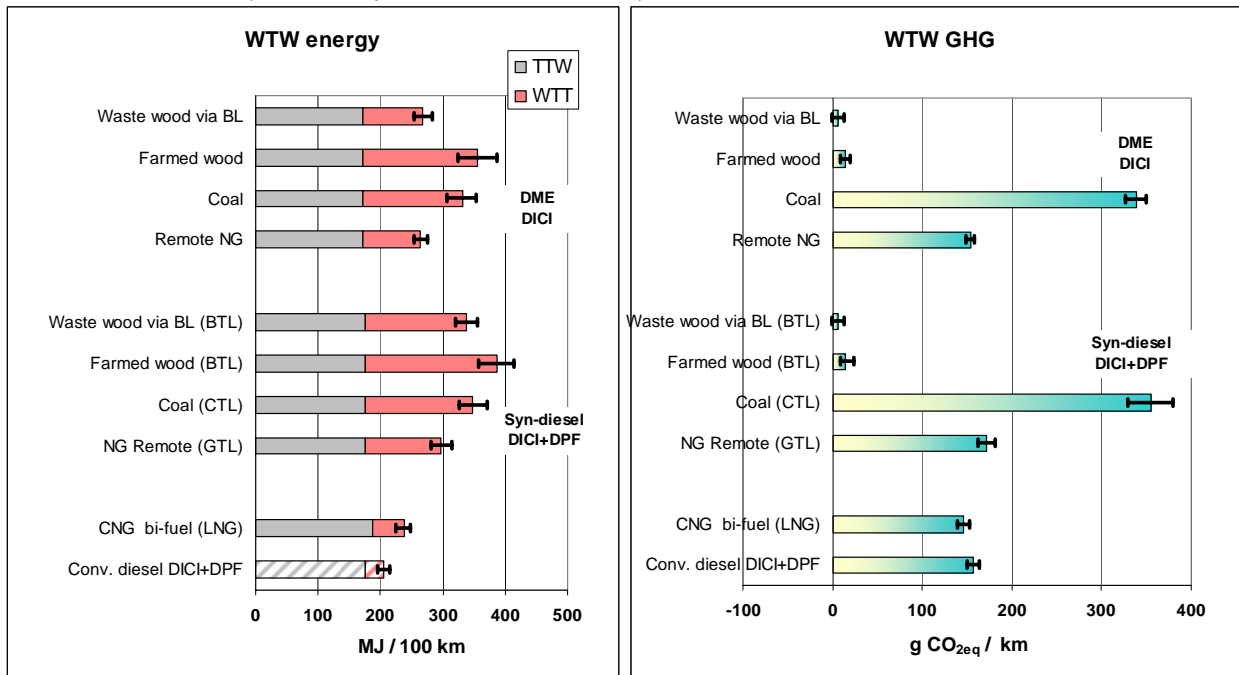 WTW energy
TTW
WTT
Waste wood via BL
Farmed wood
Coal
Remote NG
DME
DICI
Waste wood via BL (BTL)
Farmed wood (BTL)
Coal (CTL)
NG Remote (GTL)
Syn-diesel
DICI+DPF
CNG bi-fuel (LNG)
Conv. diesel DICI+DPF
0 100 200 300 400 500
MJ / 100 km
WTW GHG
Waste wood via BL
Farmed wood
Coal
Remote NG
DME
DICI
Waste wood via BL (BTL)
Farmed wood (BTL)
Coal (CTL)
NG Remote (GTL)
Syn-diesel
DICI+DPF
CNG bi-fuel (LNG)
Conv. diesel DICI+DPF
-100 0 100 200 300 400
g CO2eq / km